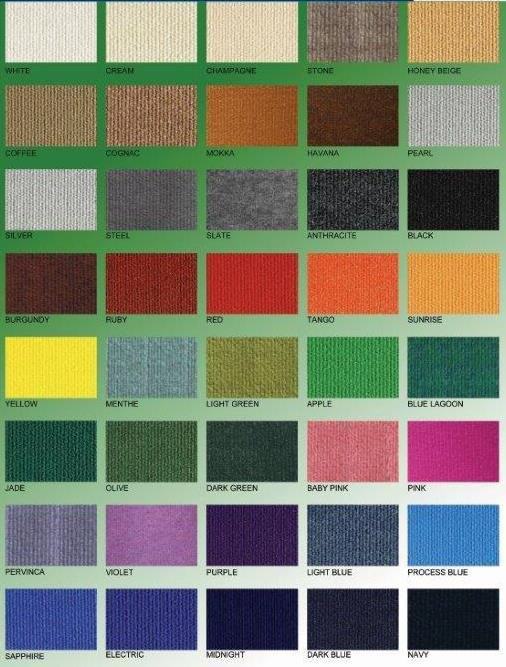 WHITE CREAM CHAMPAGNE STONE HONEY BEIGE
COFFEE COGNAC MOKKA HAVANA PEARL
SILVER STEEL SLATE ANTHRACITE BLACK
BURGUNDY RUBY RED TANGO SUNRISE
YELLOW MENTHE LIGHT GREEN APPLE BLUE LAGOON
JADE OLIVE DARK GREEN BABY PINK PINK
PERVINCA VIOLET PURPLE LIGHT BLUE PROCESS BLUE
SAPPHIRE ELECTRIC MIDNIGHT DARK BLUE NAVY